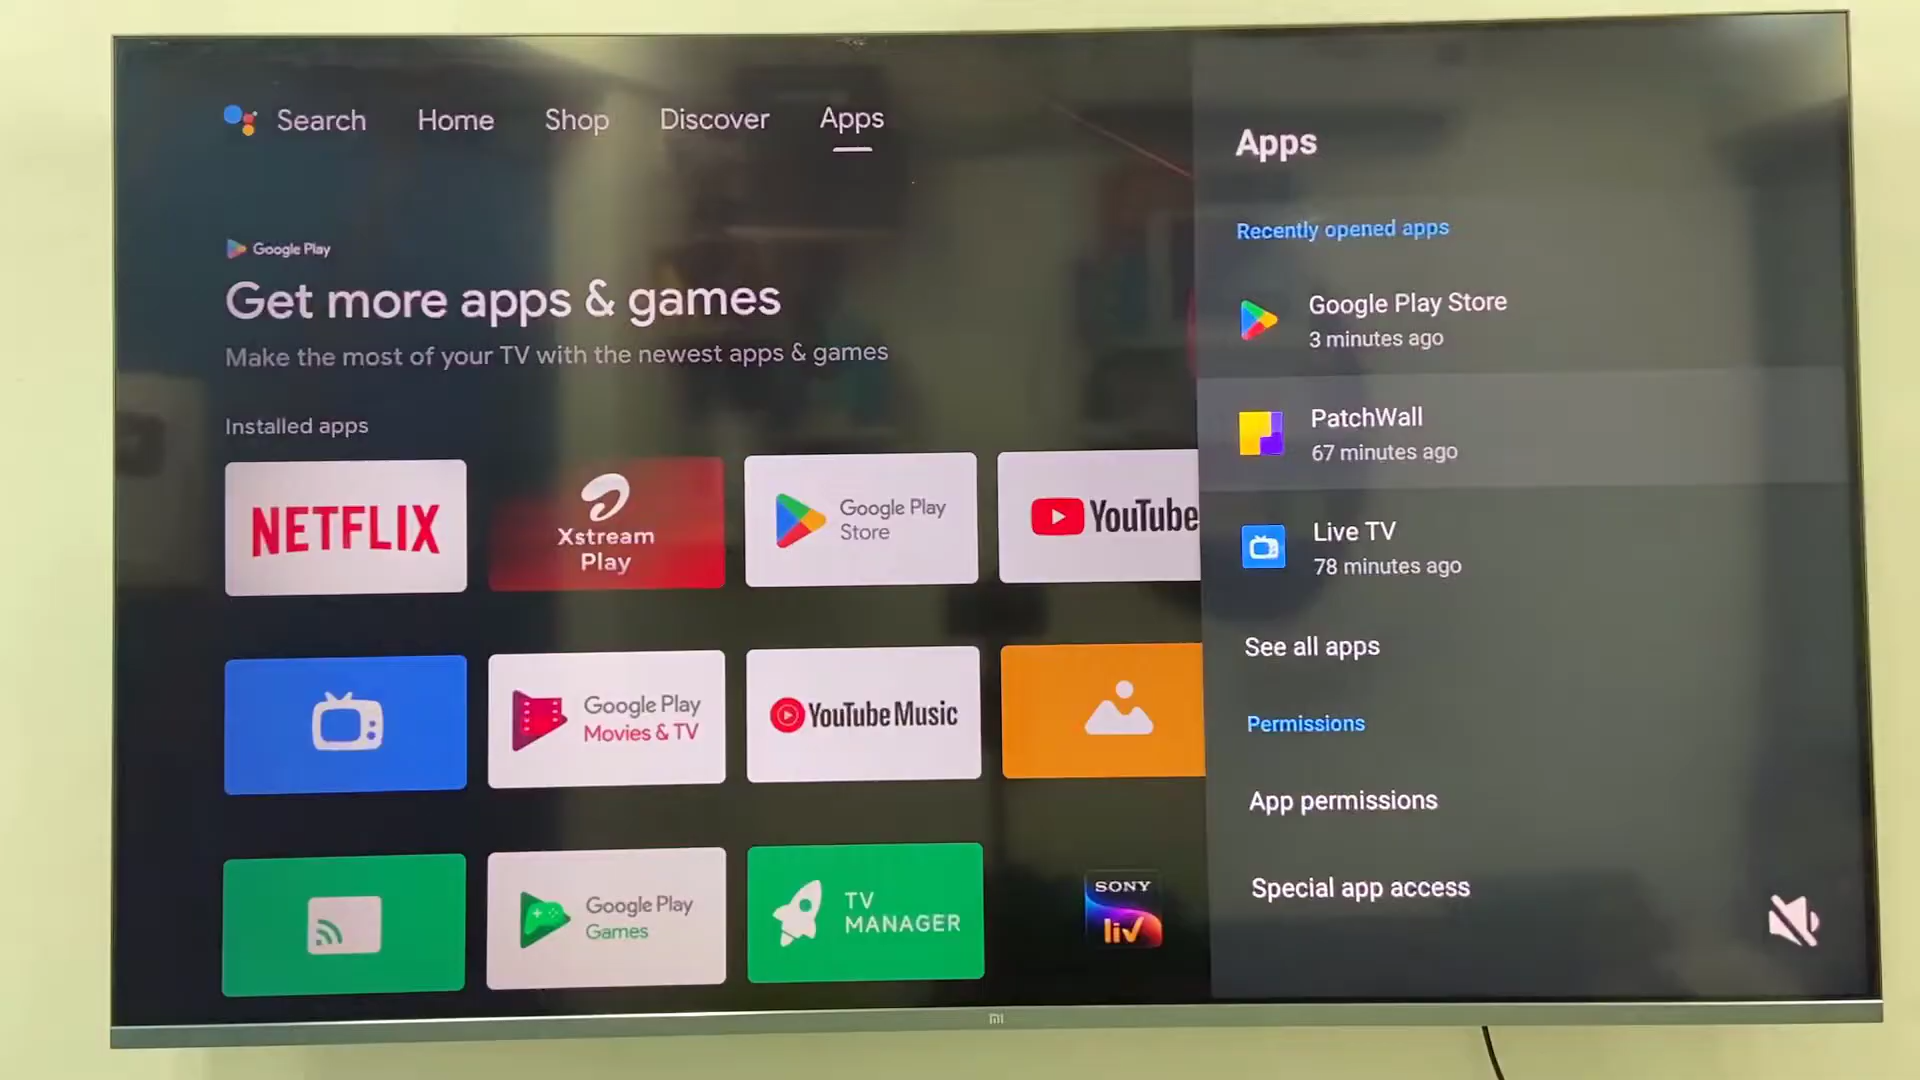 Search Home Shop Discover Apps
Google Play
Get more apps & games
Make the most of your TV with the newest apps & games
Installed apps
NETFLIX
Xstream
Play
Google Play
Store
YouTube
Google Play
Movies & TV
YouTube Music
Google Play
Games
TV
MANAGER
SONY
liv
Apps
Recently opened apps
Google Play Store
3 minutes ago
PatchWall
67 minutes ago
Live TV
78 minutes ago
See all apps
Permissions
App permissions
Special app access
mi